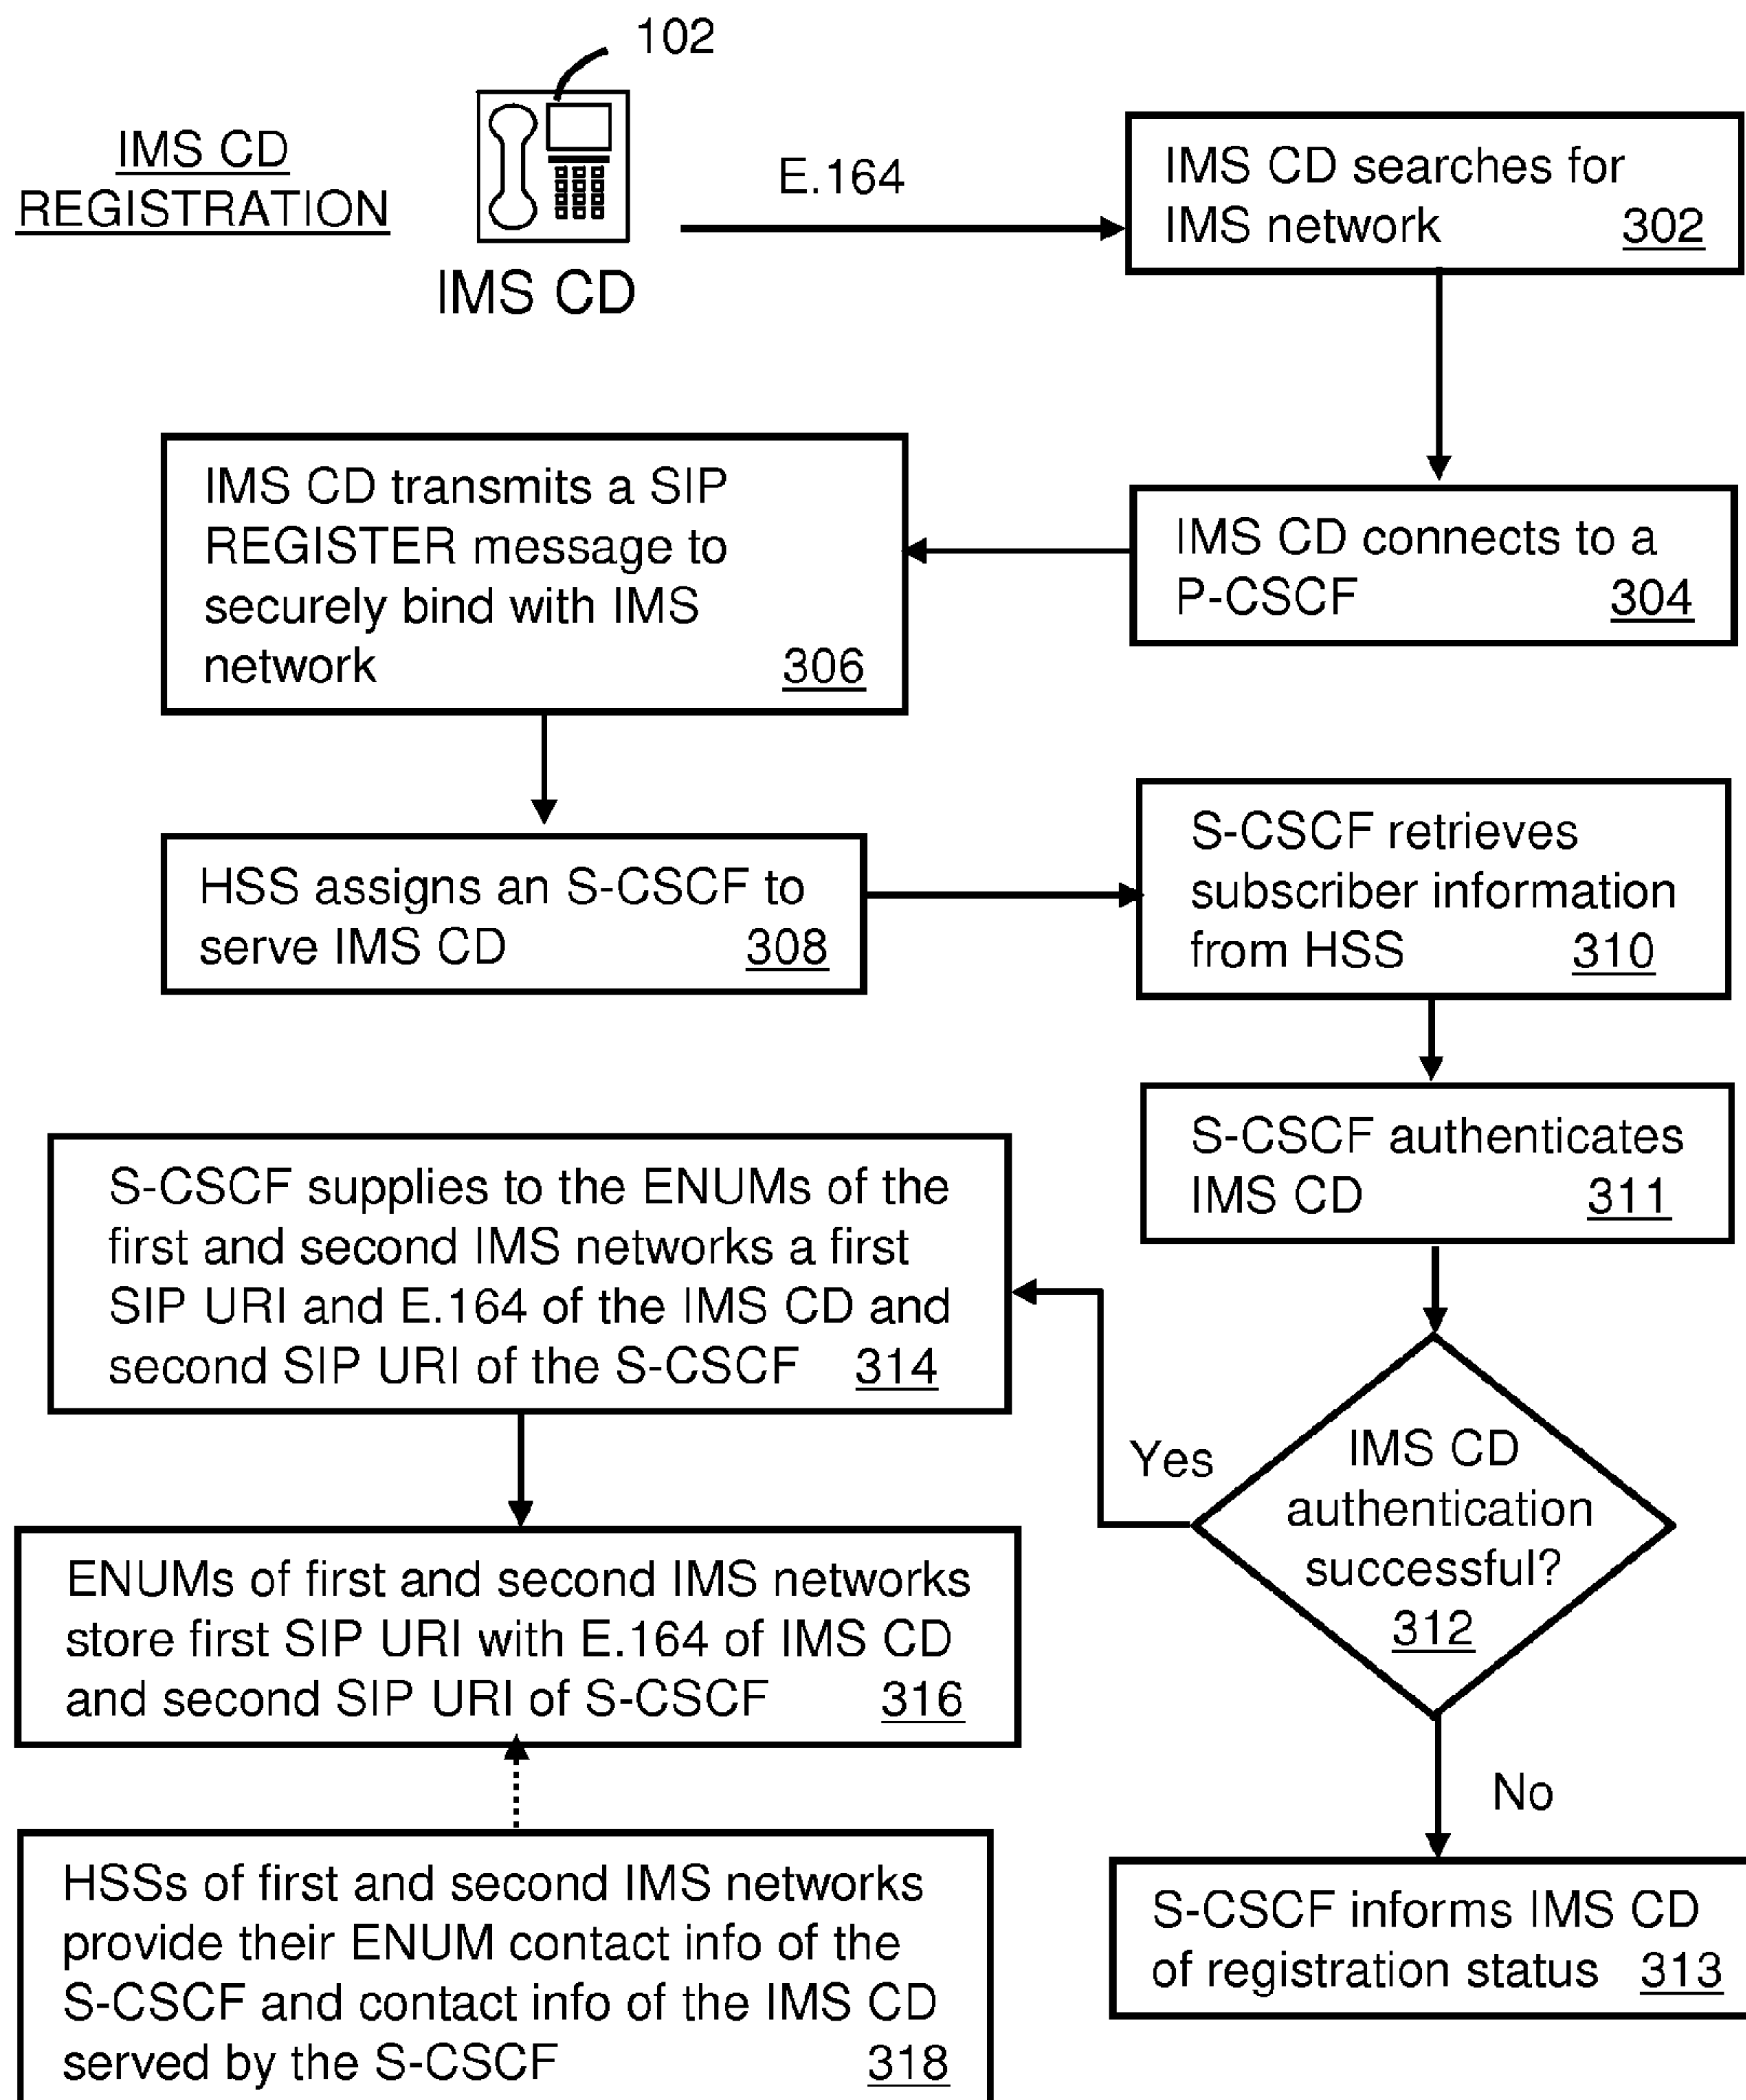 102
IMS CD
REGISTRATION
E.164
IMS CD
IMS CD searches for
IMS network 302
IMS CD connects to a
P-CSCF 304
IMS CD transmits a SIP
REGISTER message to
securely bind with IMS
network 306
HSS assigns an S-CSCF to
serve IMS CD 308
S-CSCF retrieves
subscriber information
from HSS 310
S-CSCF authenticates
IMS CD 311
IMS CD
authentication
successful?
312
Yes
No
S-CSCF informs IMS CD
of registration status 313
S-CSCF supplies to the ENUMs of the
first and second IMS networks a first
SIP URI and E.164 of the IMS CD and
second SIP URI of the S-CSCF 314
ENUMs of first and second IMS networks
store first SIP URI with E.164 of IMS CD
and second SIP URI of S-CSCF 316
HSSs of first and second IMS networks
provide their ENUM contact info of the
S-CSCF and contact info of the IMS CD
served by the S-CSCF 318